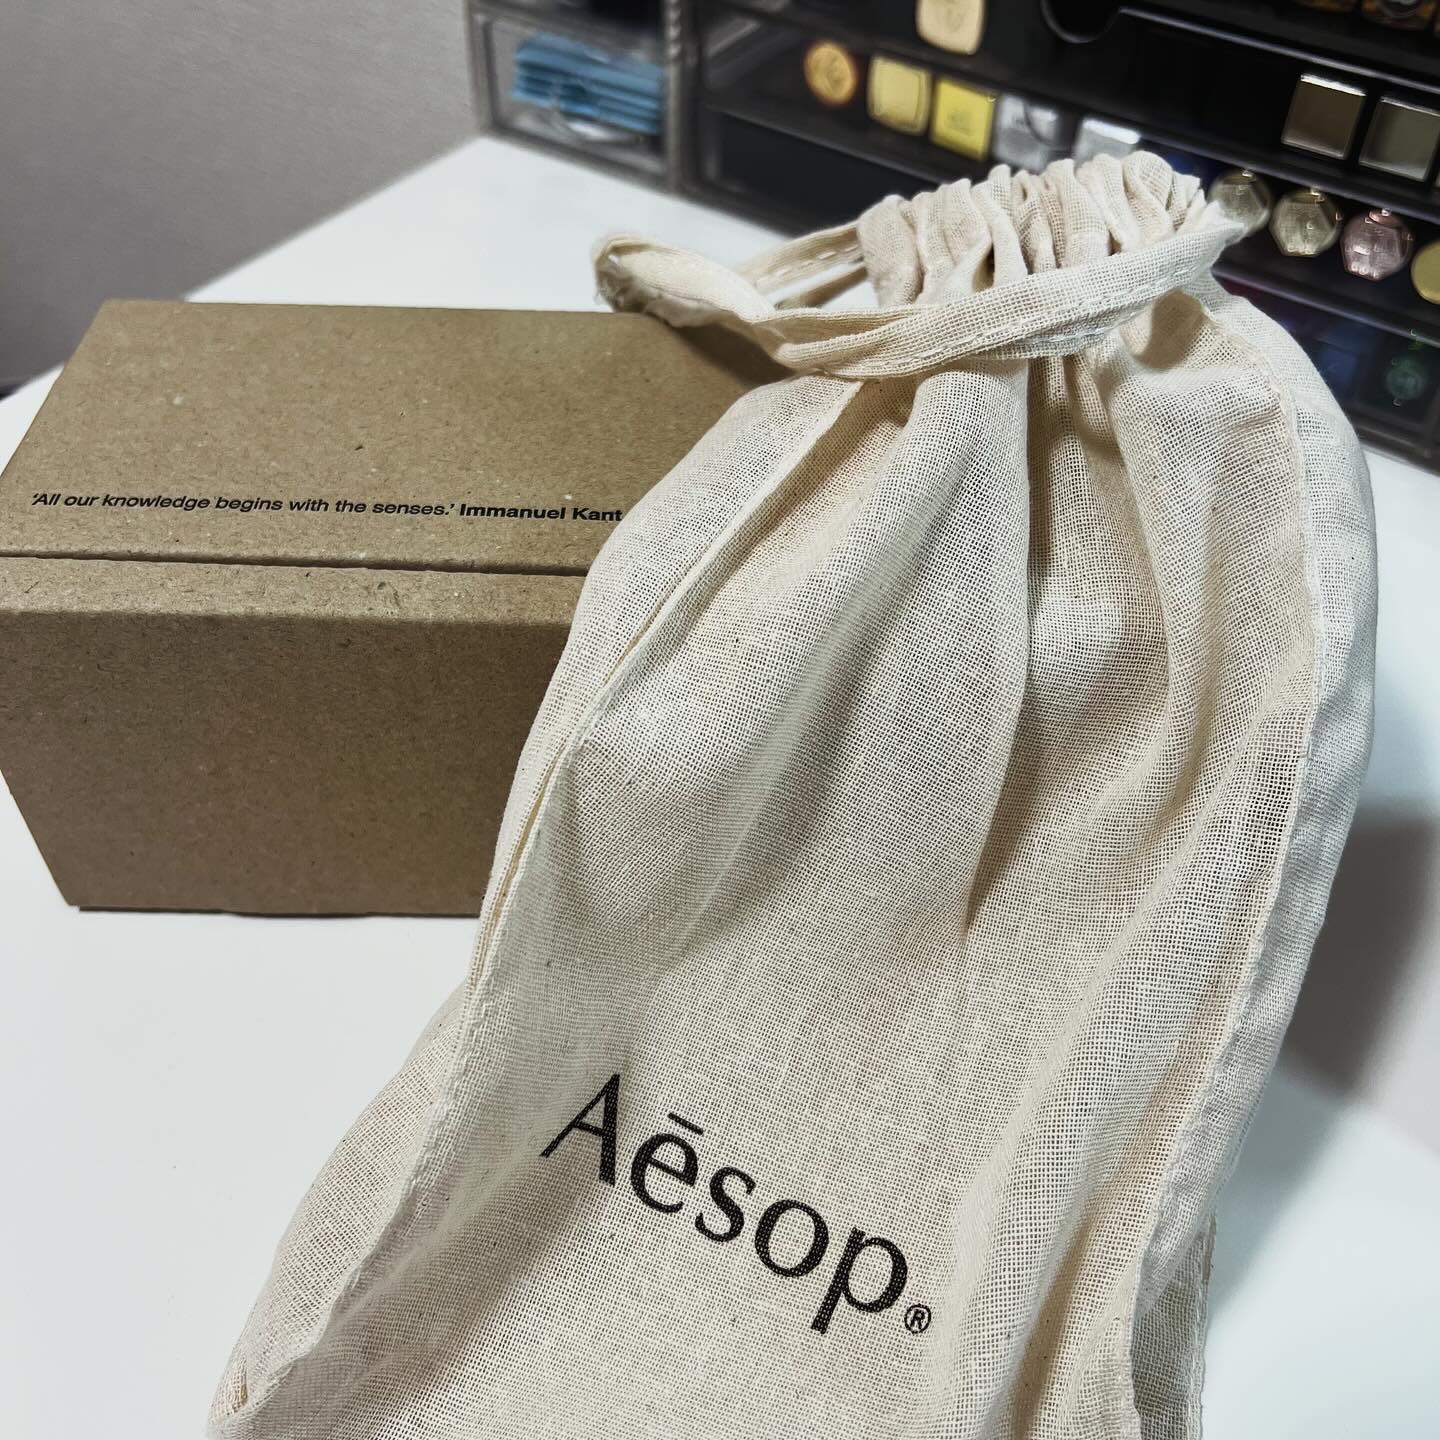 'All our knowledge begins with the senses.' Immanuel Kant
Aēsop®